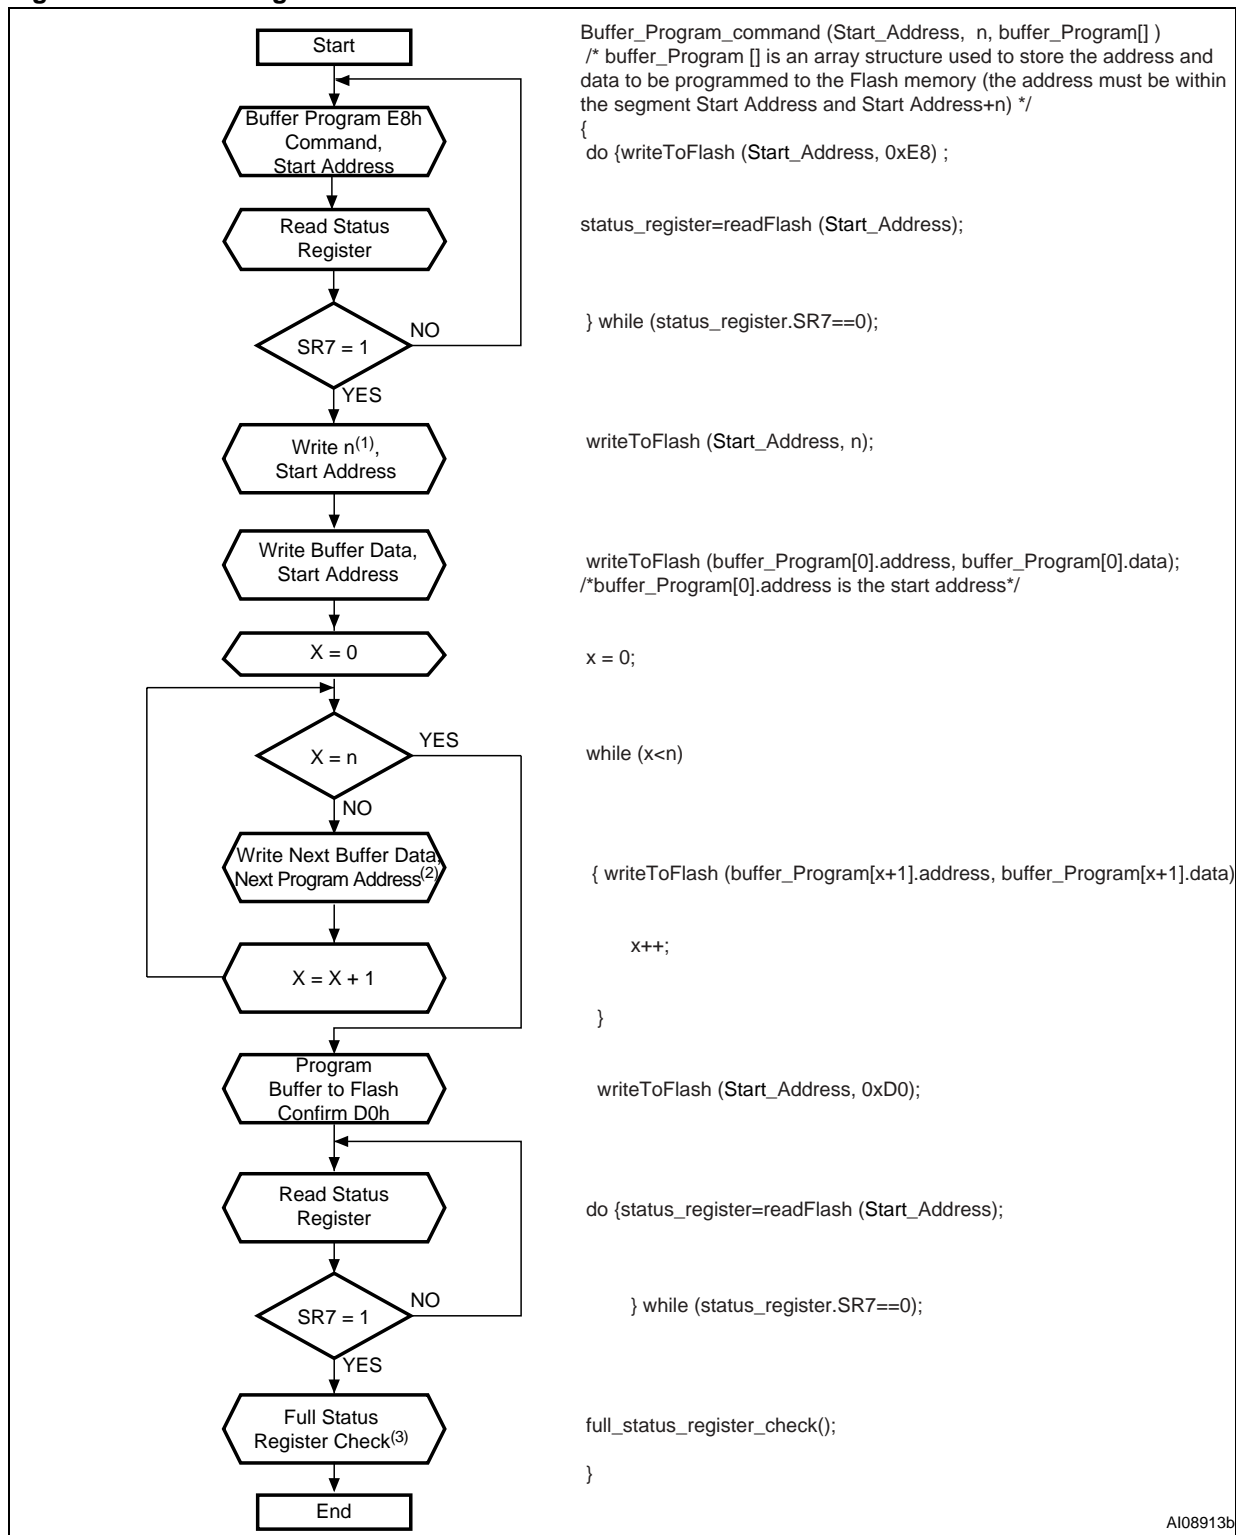 Start
Buffer Program E8h
Command,
Start Address
Read Status
Register
SR7 = 1
NO
YES
Write n(1),
Start Address
Write Buffer Data,
Start Address
X = 0
X = n
YES
NO
Write Next Buffer Data,
Next Program Address(2)
X = X + 1
Program
Buffer to Flash
Confirm D0h
Read Status
Register
SR7 = 1
NO
YES
Full Status
Register Check(3)
End
Buffer_Program_command (Start_Address, n, buffer_Program[] )
/* buffer_Program [] is an array structure used to store the address and
data to be programmed to the Flash memory (the address must be within
the segment Start Address and Start Address+n) */
{
do {writeToFlash (Start_Address, 0xE8) ;
status_register=readFlash (Start_Address);
} while (status_register.SR7==0);
writeToFlash (Start_Address, n);
writeToFlash (buffer_Program[0].address, buffer_Program[0].data);
/*buffer_Program[0].address is the start address*/
x = 0;
while (x<n)
{ writeToFlash (buffer_Program[x+1].address, buffer_Program[x+1].data)
x++;
}
writeToFlash (Start_Address, 0xD0);
do {status_register=readFlash (Start_Address);
} while (status_register.SR7==0);
full_status_register_check();
}
AI08913b